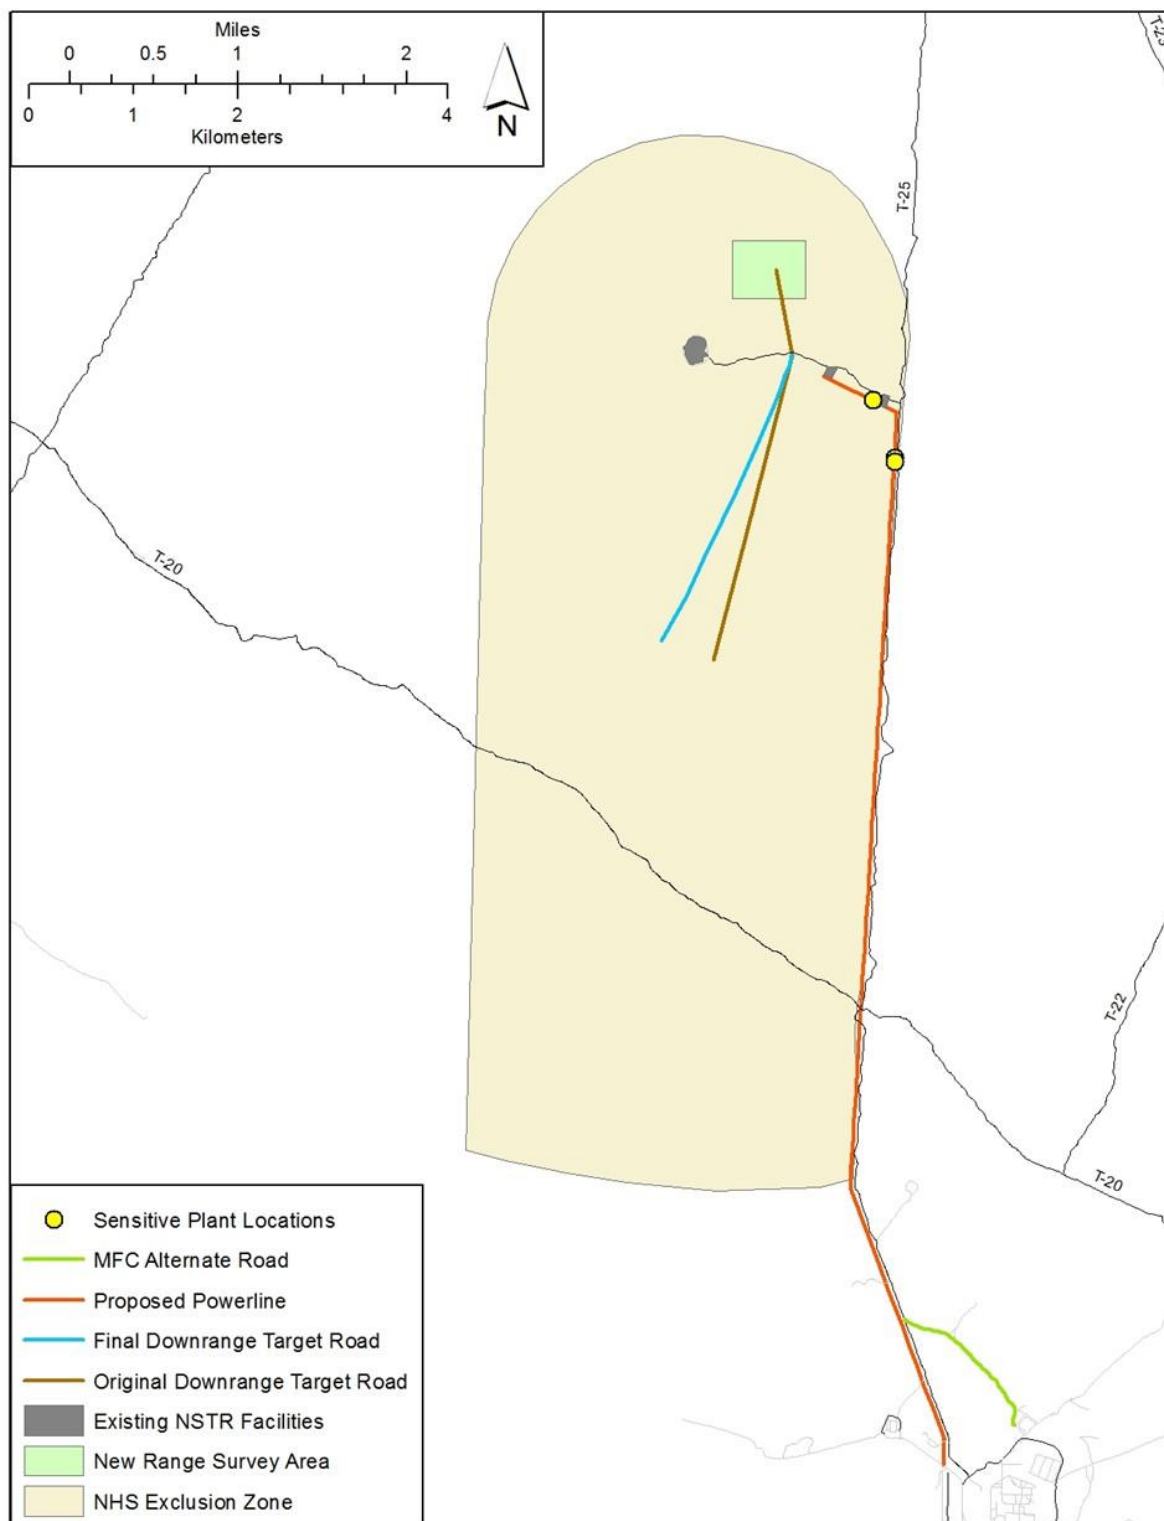 Miles
0 0.5 1 2
0 1 2 4
Kilometers
N
T-23
T-25
T-20
T-22
T-20
Sensitive Plant Locations
MFC Alternate Road
Proposed Powerline
Final Downrange Target Road
Original Downrange Target Road
Existing NSTR Facilities
New Range Survey Area
NHS Exclusion Zone